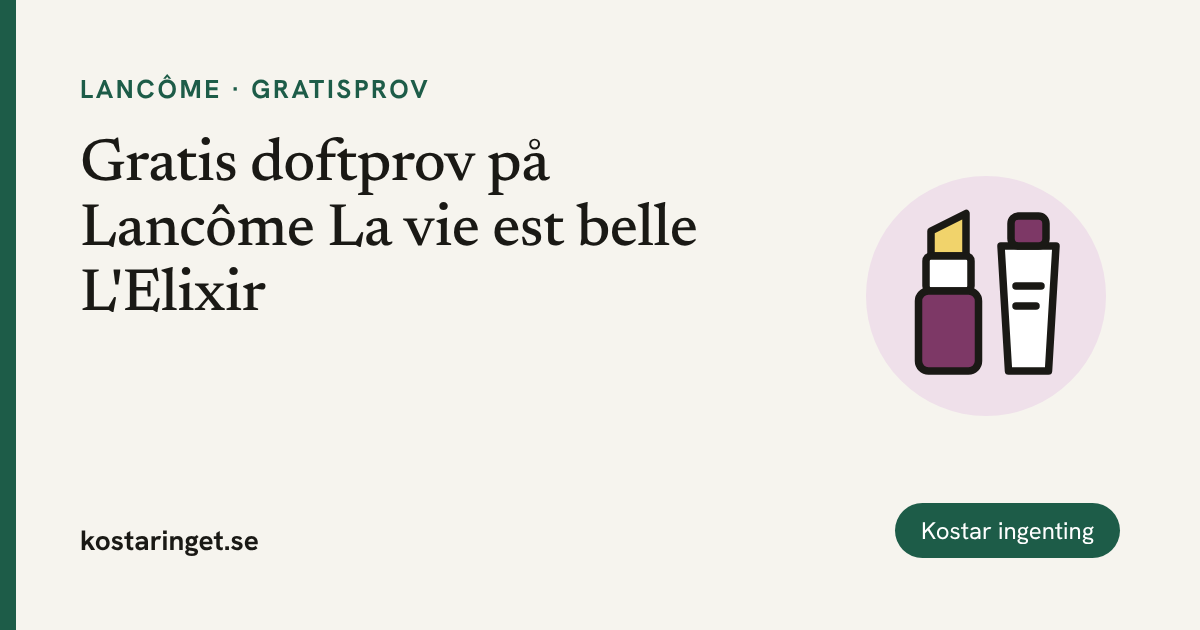 LANCÔME · GRATISPROV
Gratis doftprov på
Lancôme La vie est belle
L'Elixir
kostaringet.se
Kostar ingenting